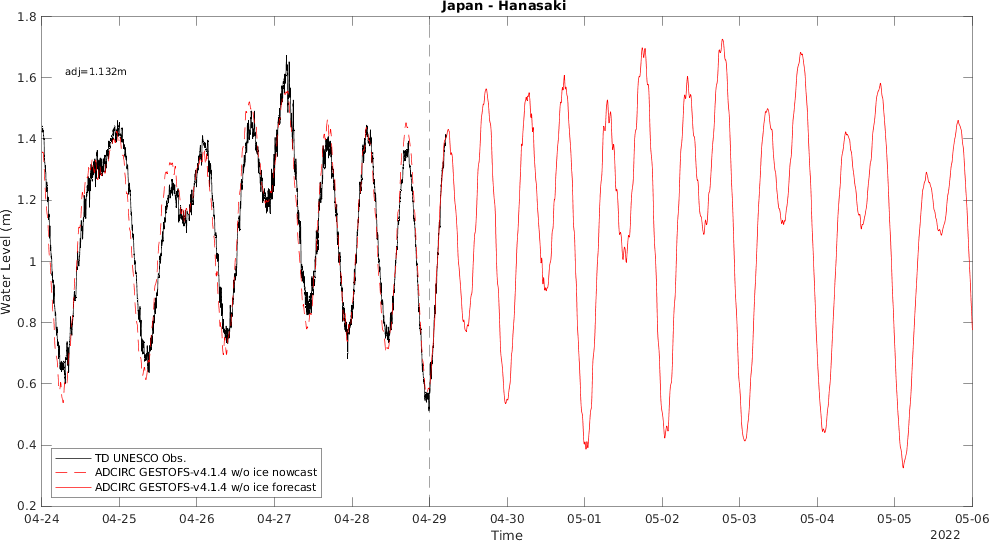 Japan - Hanasaki
1.8
1.6
1.4
1.2
1
0.8
0.6
0.4
0.2
Water Level (m)
adj=1.132m
TD UNESCO Obs.
ADCIRC GESTOFS-v4.1.4 w/o ice nowcast
ADCIRC GESTOFS-v4.1.4 w/o ice forecast
04-24 04-25 04-26 04-27 04-28 04-29 04-30 05-01 05-02 05-03 05-04 05-05 05-06
Time
2022